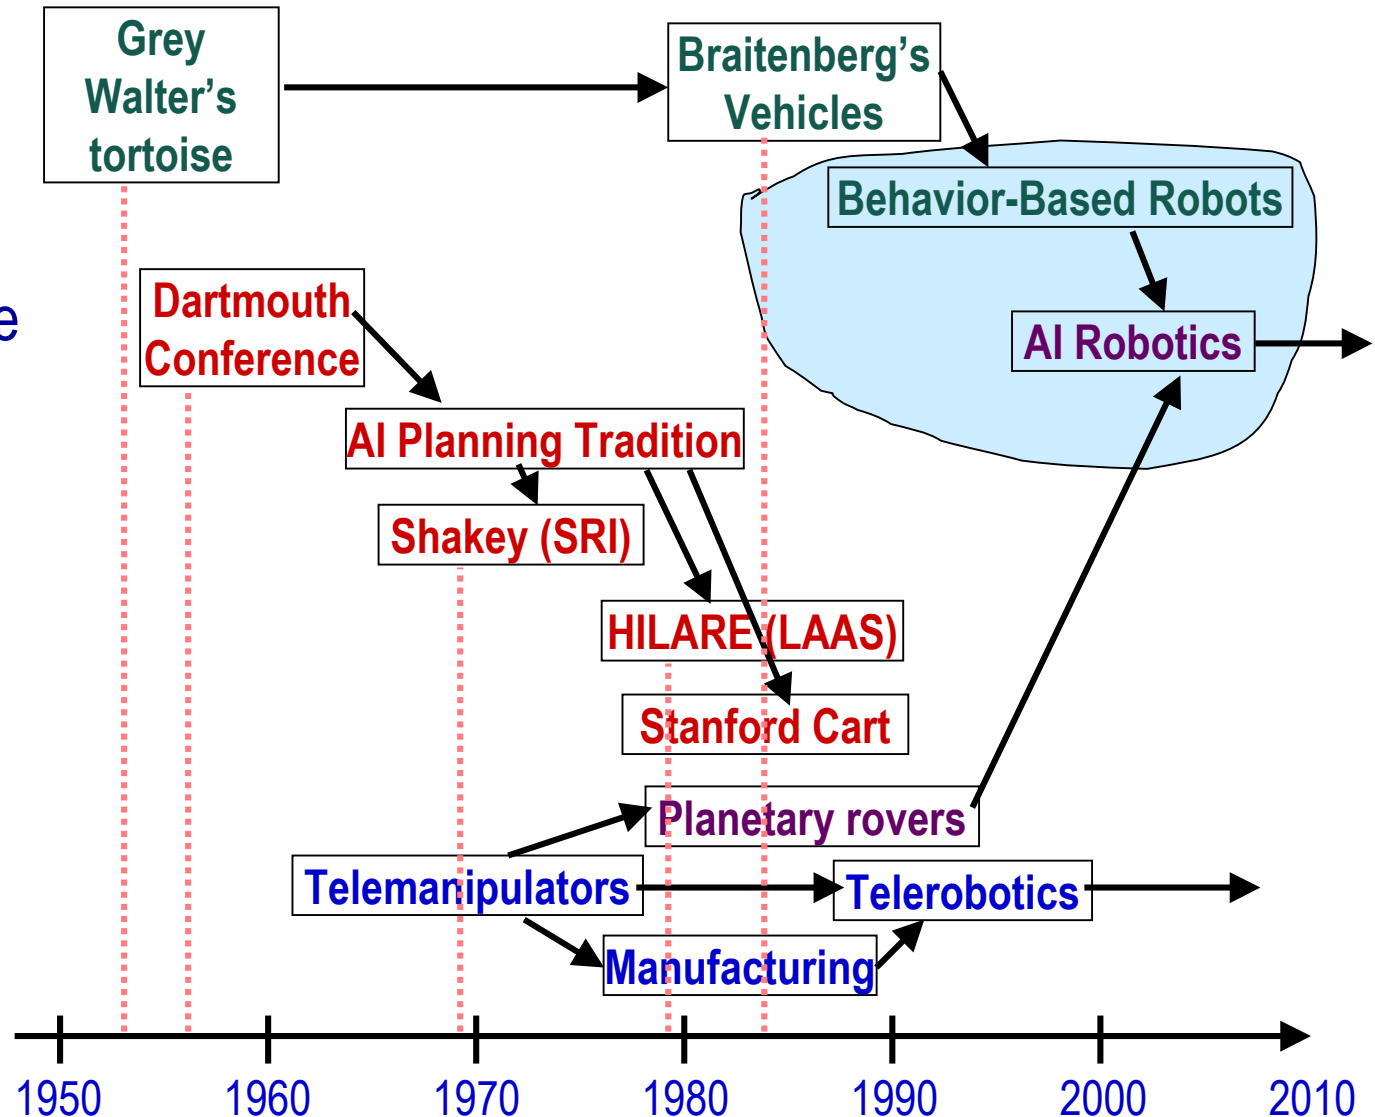 Grey
Walter's
tortoise
Braitenberg's
Vehicles
Behavior-Based Robots
Dartmouth
Conference
e
AI Robotics
AI Planning Tradition
Shakey (SRI)
HILARE (LAAS)
Stanford Cart
Planetary rovers
Telemanipulators
Telerobotics
Manufacturing
1950 1960 1970 1980 1990 2000 2010